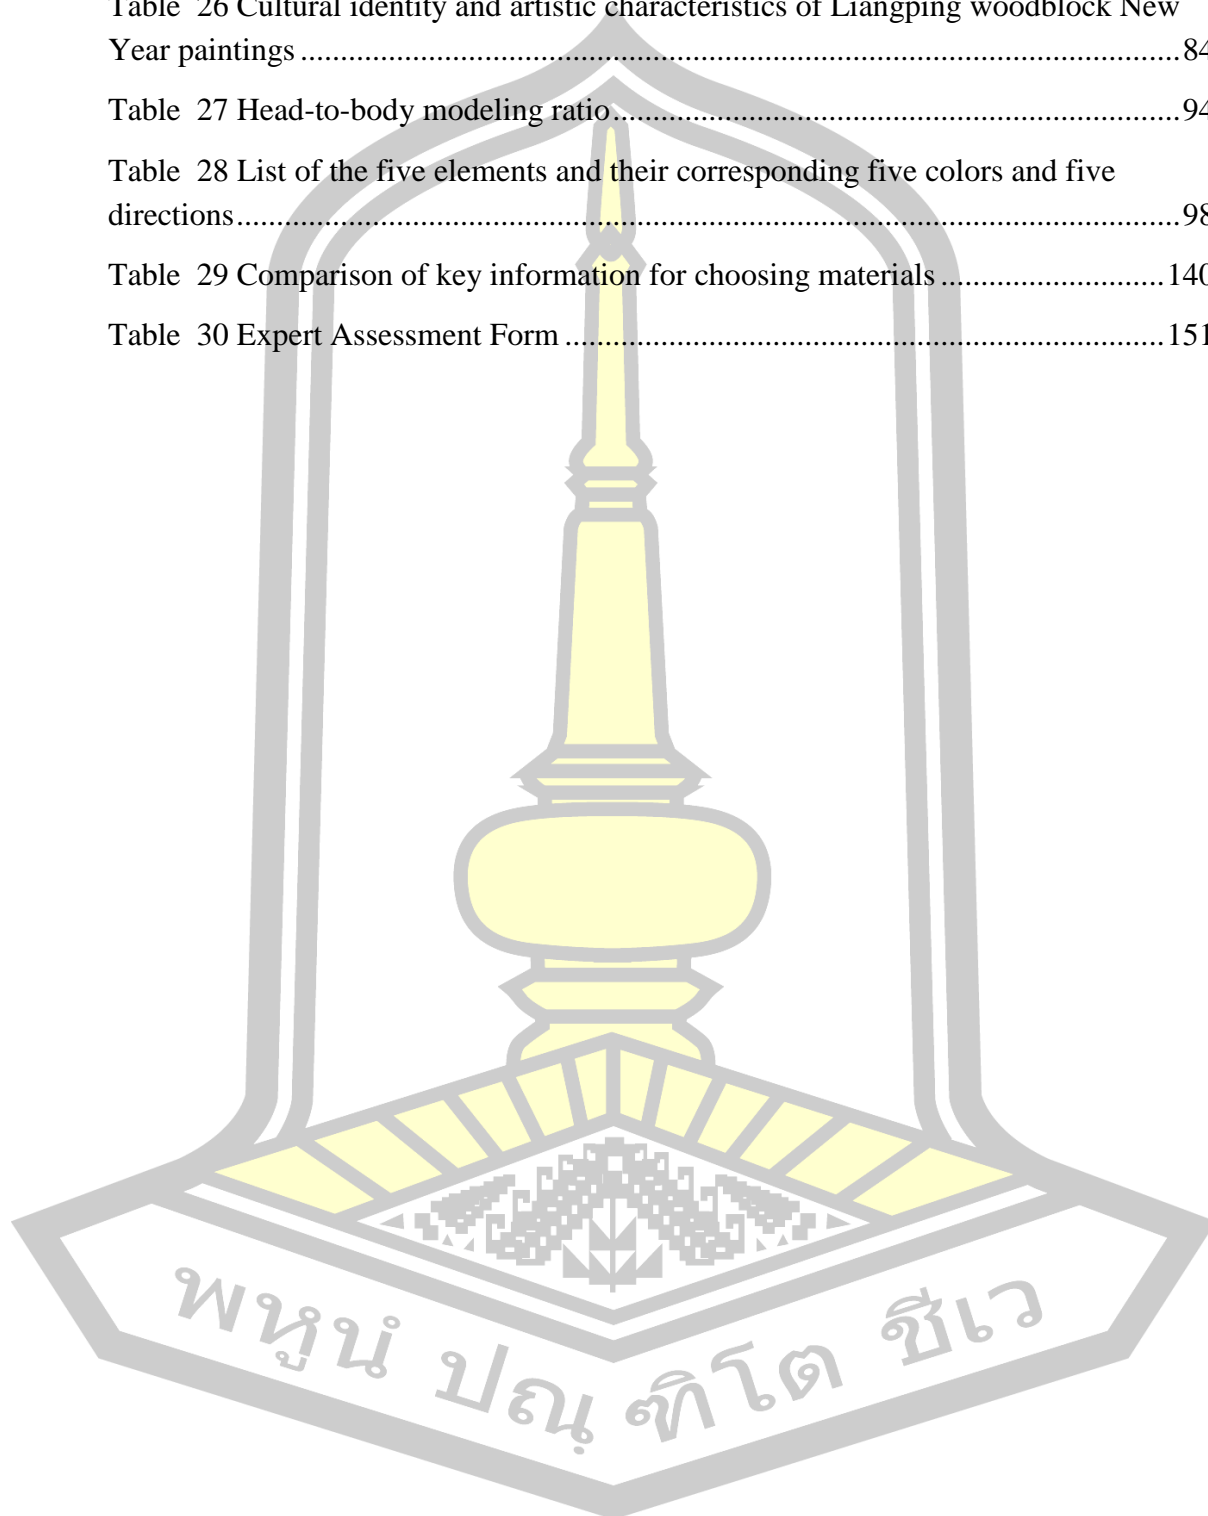 Table  26 Cultural identity and artistic characteristics of Liangping woodblock New
Year paintings ........................................................................................................ 84
Table  27 Head-to-body modeling ratio ........................................................................ 94
Table  28 List of the five elements and their corresponding five colors and five
directions ................................................................................................................ 98
Table  29 Comparison of key information for choosing materials ............................ 140
Table  30 Expert Assessment Form ........................................................................... 151
พหูนํ ปณฺฑิโต ชีเว